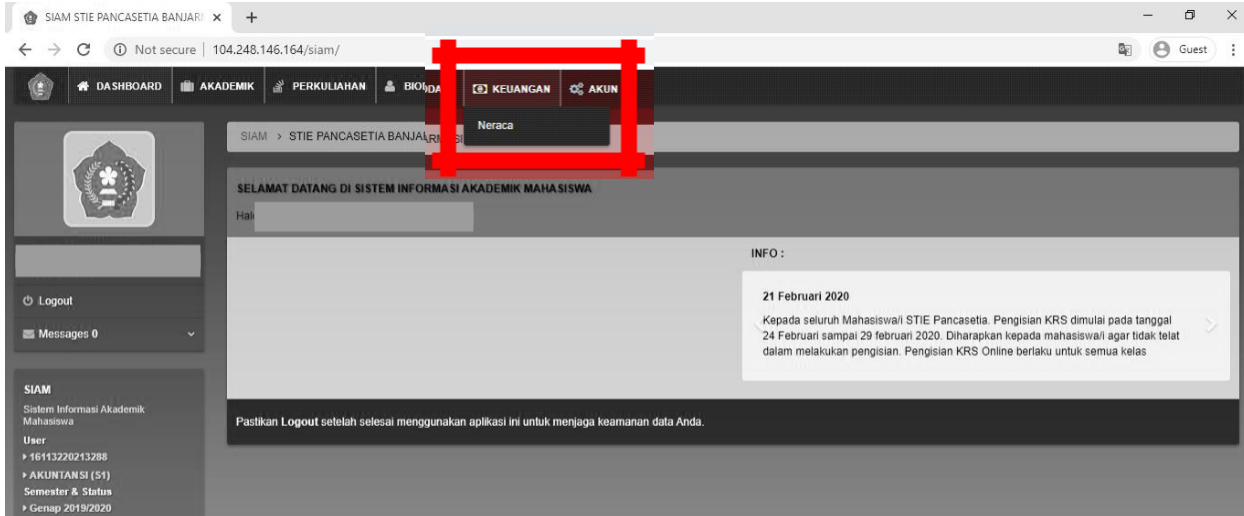 SIAM STIE PANCASETIA BANJARM
Not secure | 104.248.146.164/siam/
Guest
DASHBOARD AKADEMIK PERKULIAHAN KEUANGAN AKUN
Neraca
SIAM > STIE PANCASETIA
SELAMAT DATANG DI SISTEM INFORMASI AKADEMIK MAHASISWA
INFO :
21 Februari 2020
Kepada seluruh Mahasiswa/i STIE Pancasetia. Pengisian KRS dimulai pada tanggal
24 Februari sampai 29 februari 2020. Diharapkan kepada mahasiswa/i agar tidak telat
dalam melakukan pengisian. Pengisian KRS Online berlaku untuk semua kelas
Logout
Messages 0
SIAM
Sistem Informasi Akademik
Mahasiswa
User
16113220213288
AKUNTANSI (S1)
Semester & Status
Genap 2019/2020
Pastikan Logout setelah selesai menggunakan aplikasi ini untuk menjaga keamanan data Anda.